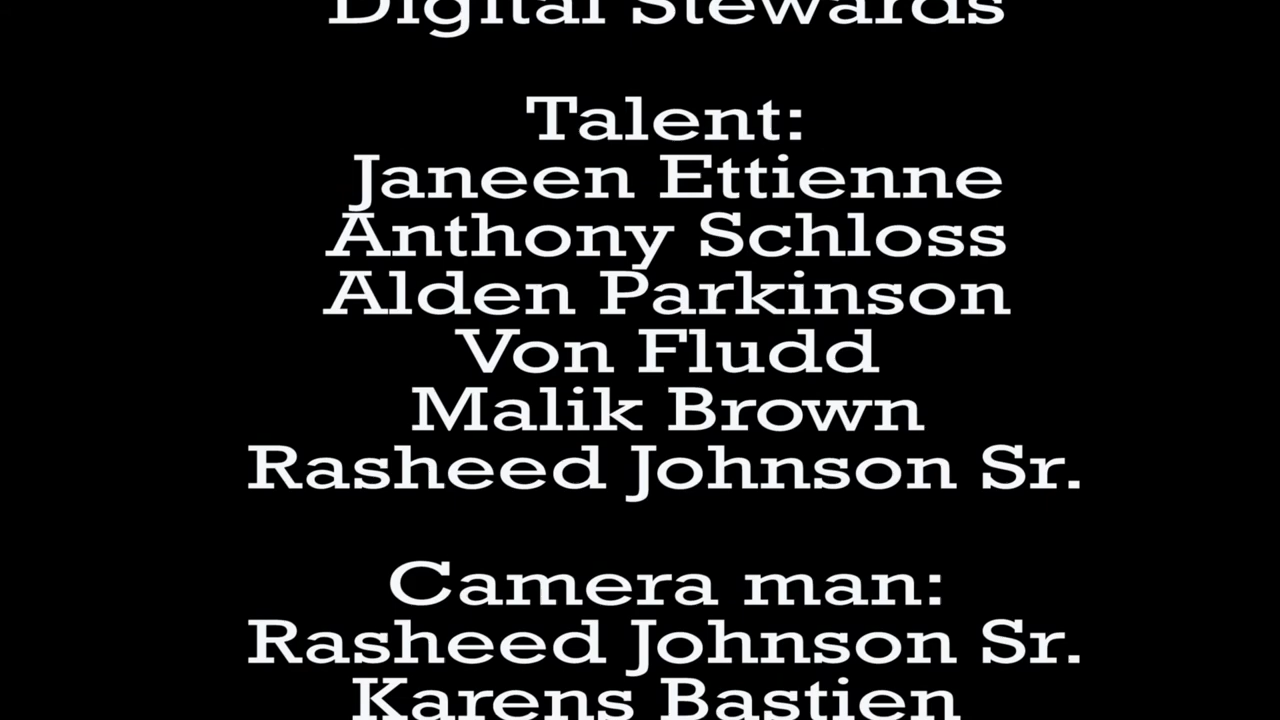 Digital Stewards
Talent:
Janeen Ettienne
Anthony Schloss
Alden Parkinson
Von Fludd
Malik Brown
Rasheed Johnson Sr.
Camera man:
Rasheed Johnson Sr.
Karens Bastien